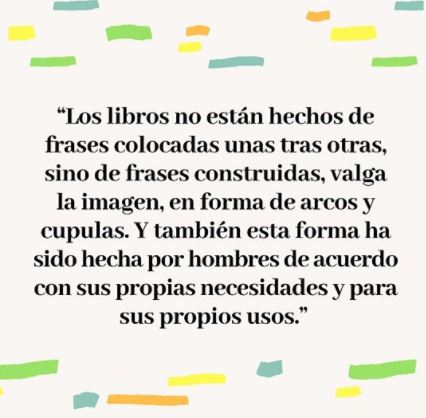 “Los libros no están hechos de
frases colocadas unas tras otras,
sino de frases construidas, valga
la imagen, en forma de arcos y
cupulas. Y también esta forma ha
sido hecha por hombres de acuerdo
con sus propias necesidades y para
sus propios usos.”